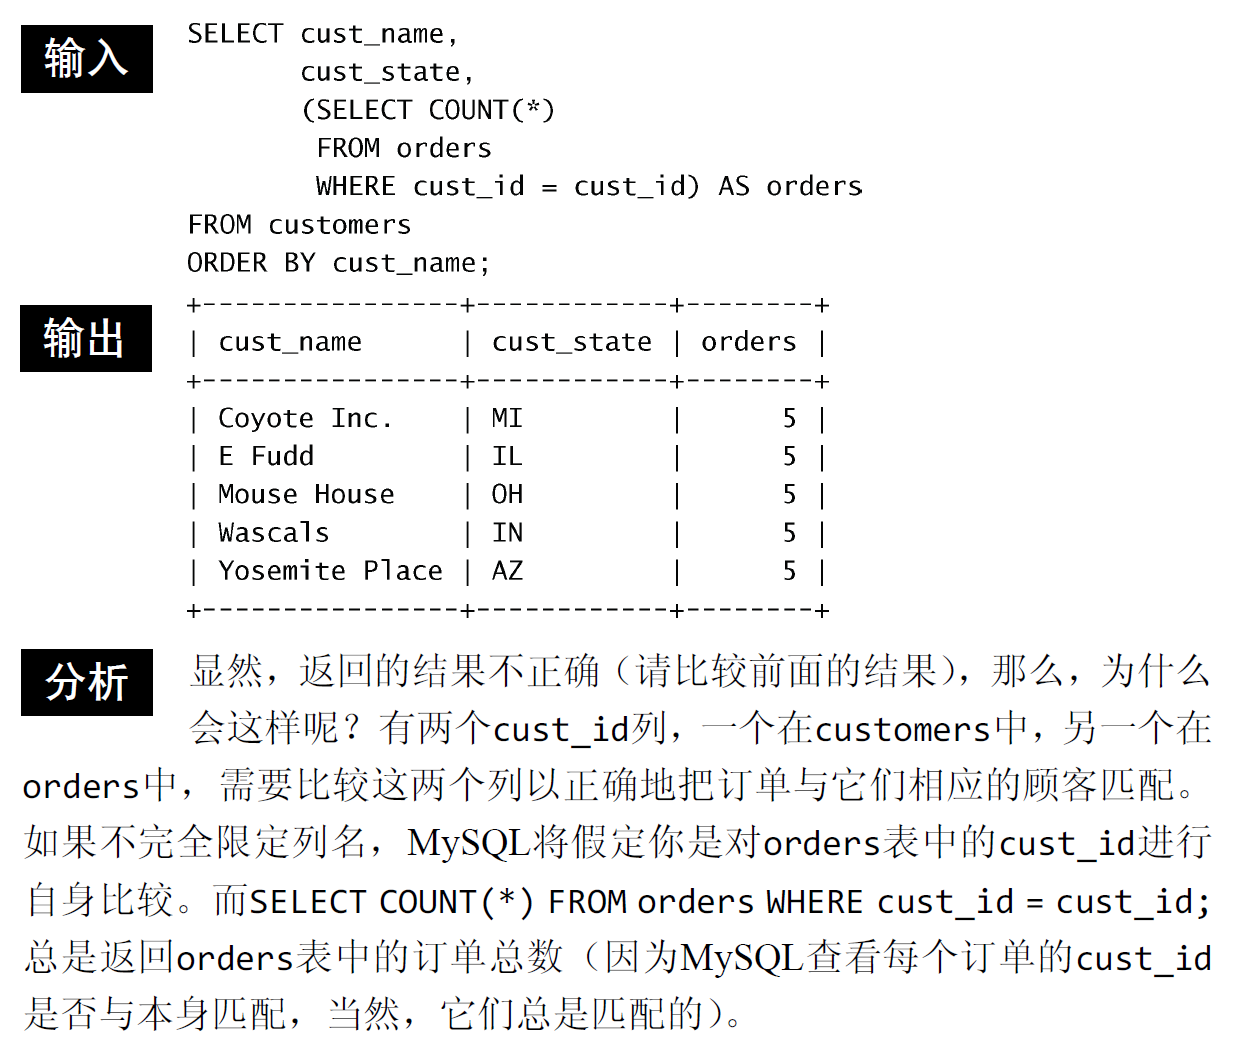 输入
SELECT cust_name,
       cust_state,
       (SELECT COUNT(*)
        FROM orders
        WHERE cust_id = cust_id) AS orders
FROM customers
ORDER BY cust_name;
输出
+----------------+------------+--------+
| cust_name      | cust_state | orders |
+----------------+------------+--------+
| Coyote Inc.    | MI         |      5 |
| E Fudd         | IL         |      5 |
| Mouse House    | OH         |      5 |
| Wascals        | IN         |      5 |
| Yosemite Place | AZ         |      5 |
+----------------+------------+--------+
分析
显然，返回的结果不正确（请比较前面的结果），那么，为什么
会这样呢？有两个cust_id列，一个在customers中，另一个在
orders中，需要比较这两个列以正确地把订单与它们相应的顾客匹配。
如果不完全限定列名，MySQL将假定你是对orders表中的cust_id进行
自身比较。而SELECT COUNT(*) FROM orders WHERE cust_id = cust_id;
总是返回orders表中的订单总数（因为MySQL查看每个订单的cust_id
是否与本身匹配，当然，它们总是匹配的）。